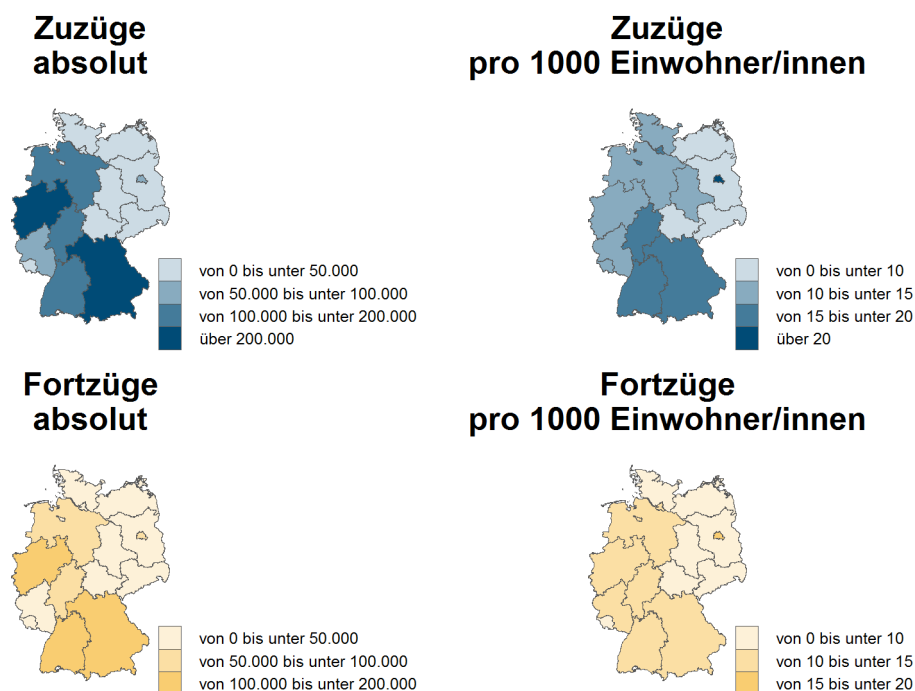 Zuzüge
absolut
Zuzüge
pro 1000 Einwohner/innen
von 0 bis unter 50.000
von 50.000 bis unter 100.000
von 100.000 bis unter 200.000
über 200.000
von 0 bis unter 10
von 10 bis unter 15
von 15 bis unter 20
über 20
Fortzüge
absolut
Fortzüge
pro 1000 Einwohner/innen
von 0 bis unter 50.000
von 50.000 bis unter 100.000
von 100.000 bis unter 200.000
von 0 bis unter 10
von 10 bis unter 15
von 15 bis unter 20